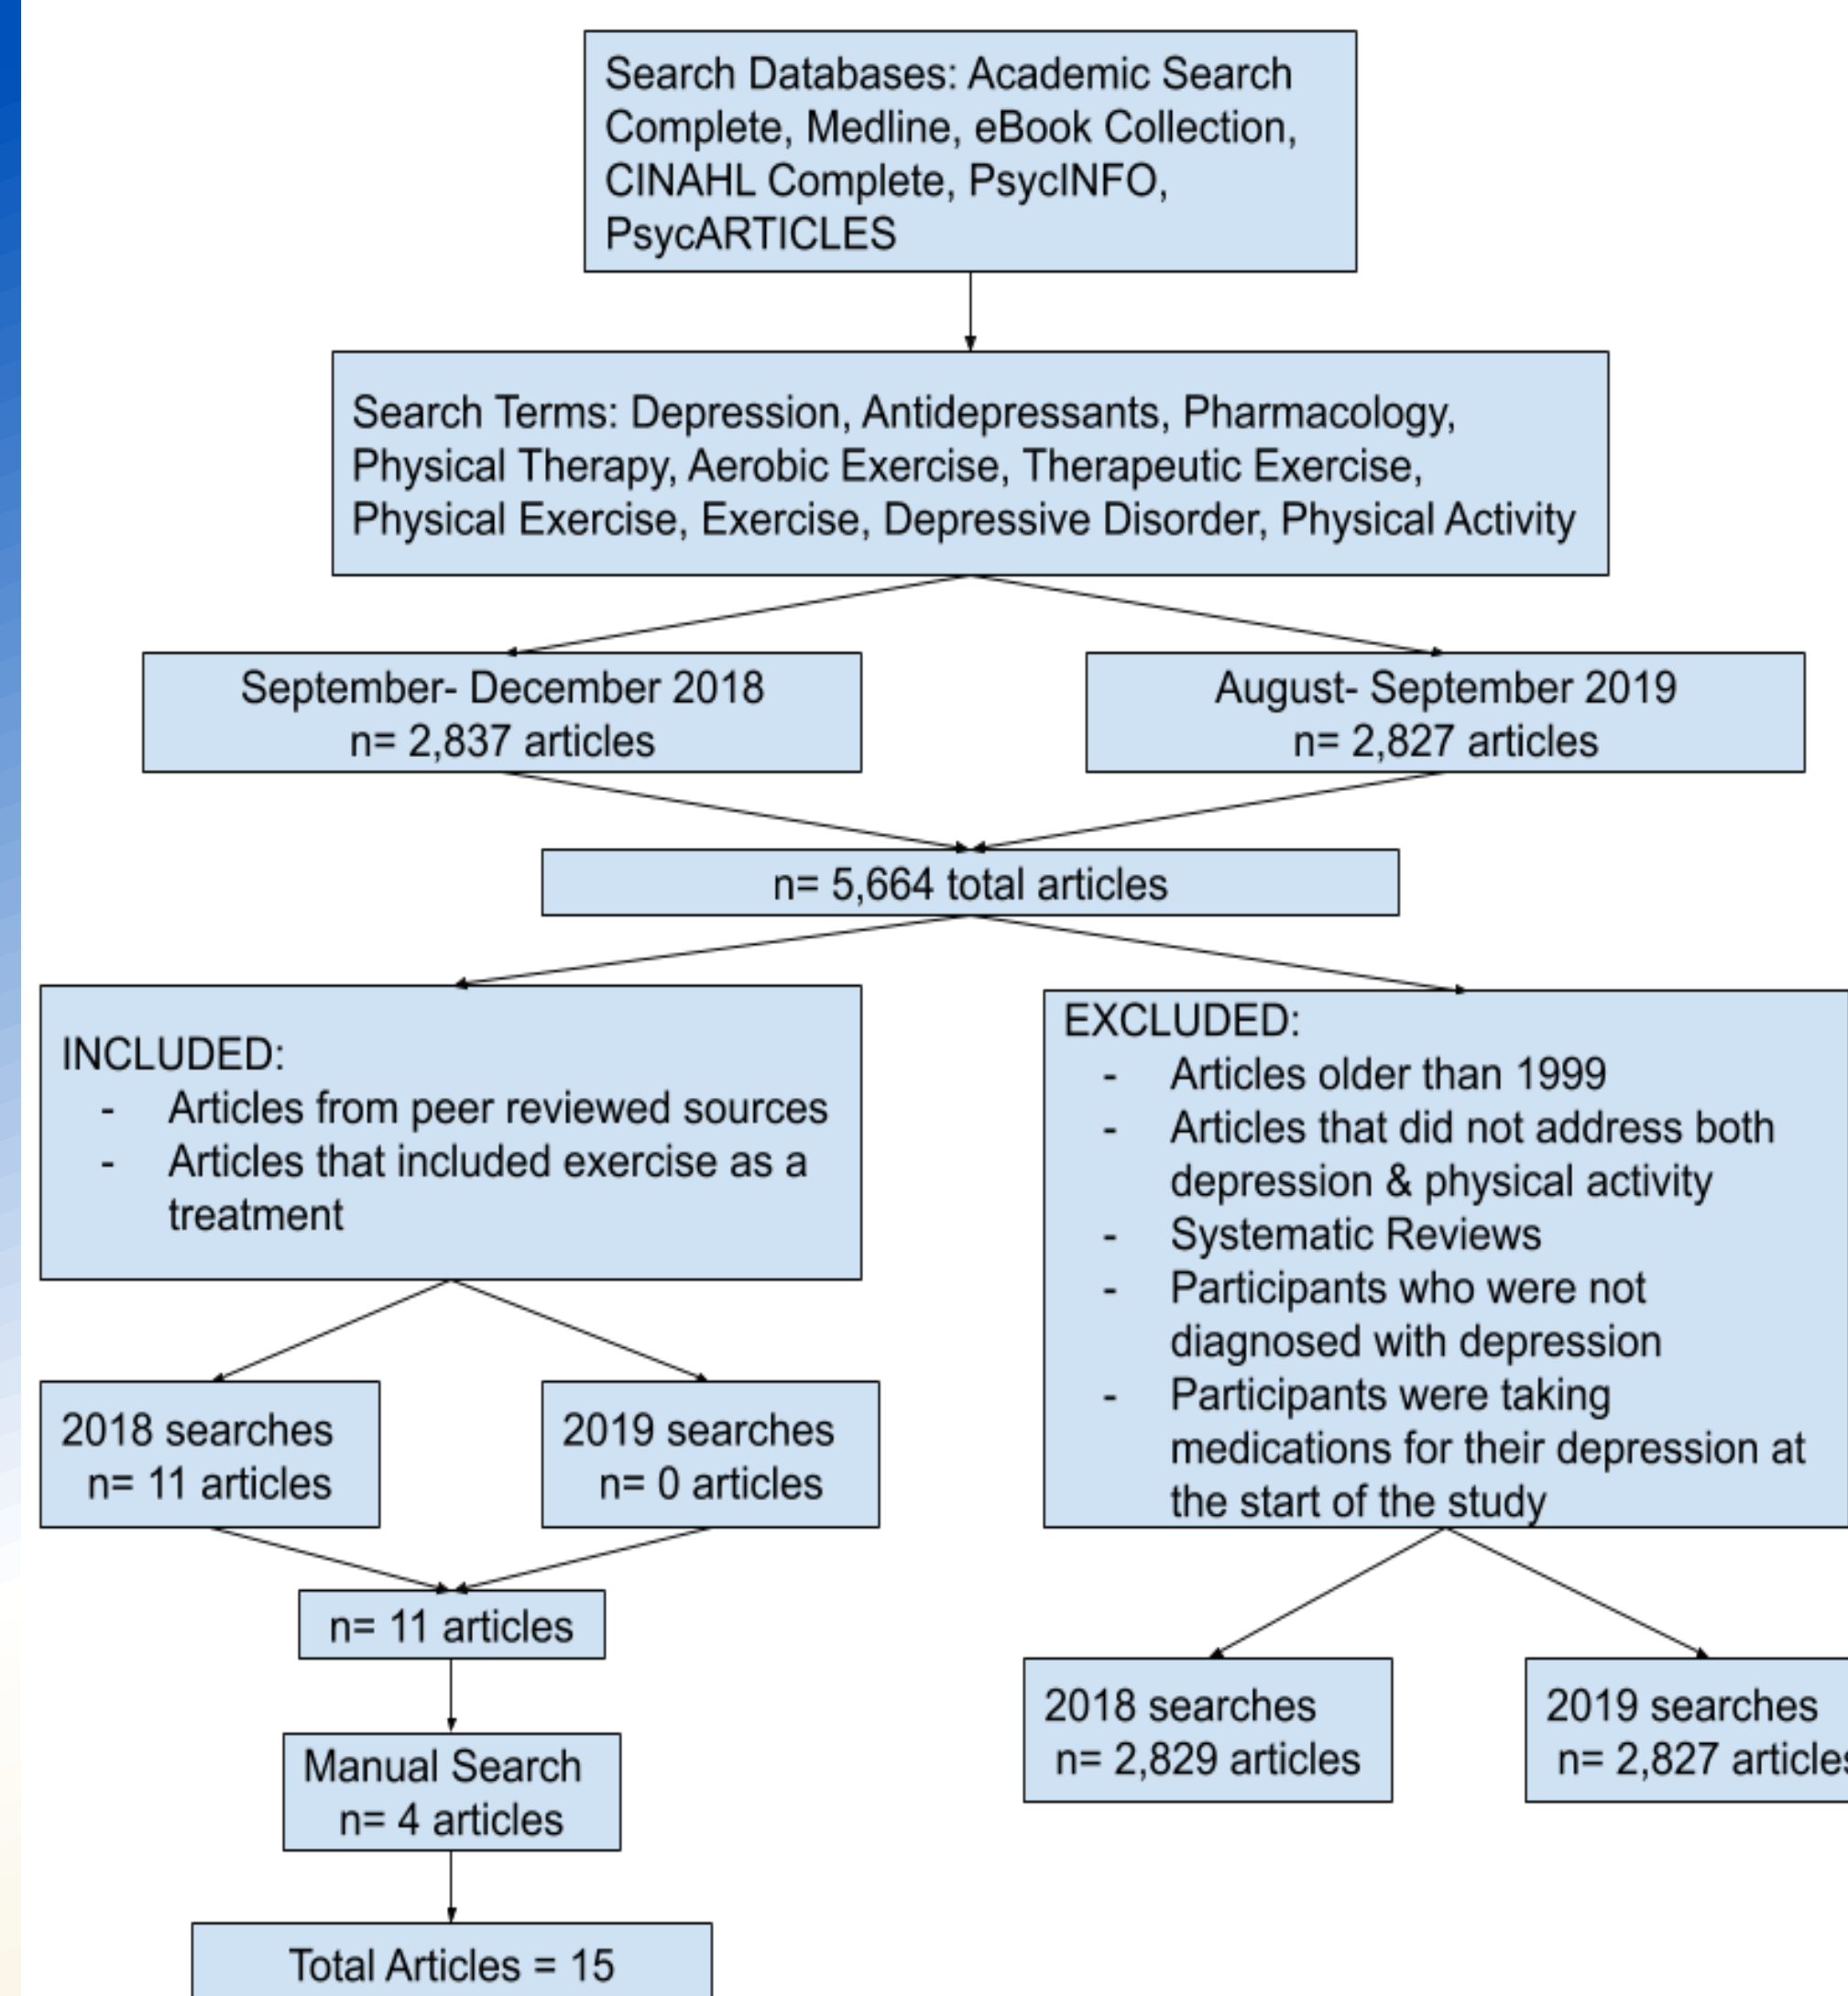 Search Databases: Academic Search
Complete, Medline, eBook Collection,
CINAHL Complete, PsycINFO,
PsycARTICLES
Search Terms: Depression, Antidepressants, Pharmacology,
Physical Therapy, Aerobic Exercise, Therapeutic Exercise,
Physical Exercise, Exercise, Depressive Disorder, Physical Activity
September- December 2018
n= 2,837 articles
August- September 2019
n= 2,827 articles
n= 5,664 total articles
INCLUDED:
- Articles from peer reviewed sources
- Articles that included exercise as a
treatment
EXCLUDED:
- Articles older than 1999
- Articles that did not address both
depression & physical activity
- Systematic Reviews
- Participants who were not
diagnosed with depression
- Participants were taking
medications for their depression at
the start of the study
2018 searches
n= 11 articles
2019 searches
n= 0 articles
n= 11 articles
Manual Search
n= 4 articles
Total Articles = 15
2018 searches
n= 2,829 articles
2019 searches
n= 2,827 articles